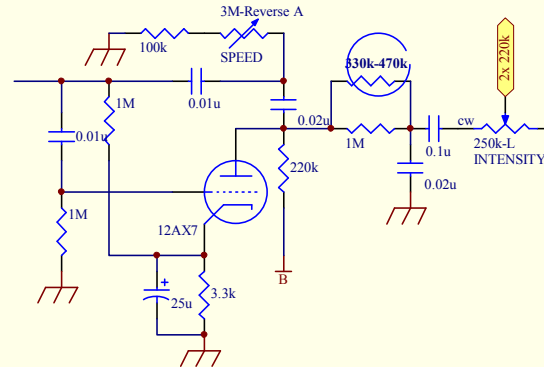 3M-Reverse A
100k
SPEED
330k-470k
2x 220k
0.01u
1M
0.02u
0.01u
cw
1M
0.1u
250k-L
INTENSITY
220k
0.02u
1M
12AX7
B
25u
3.3k